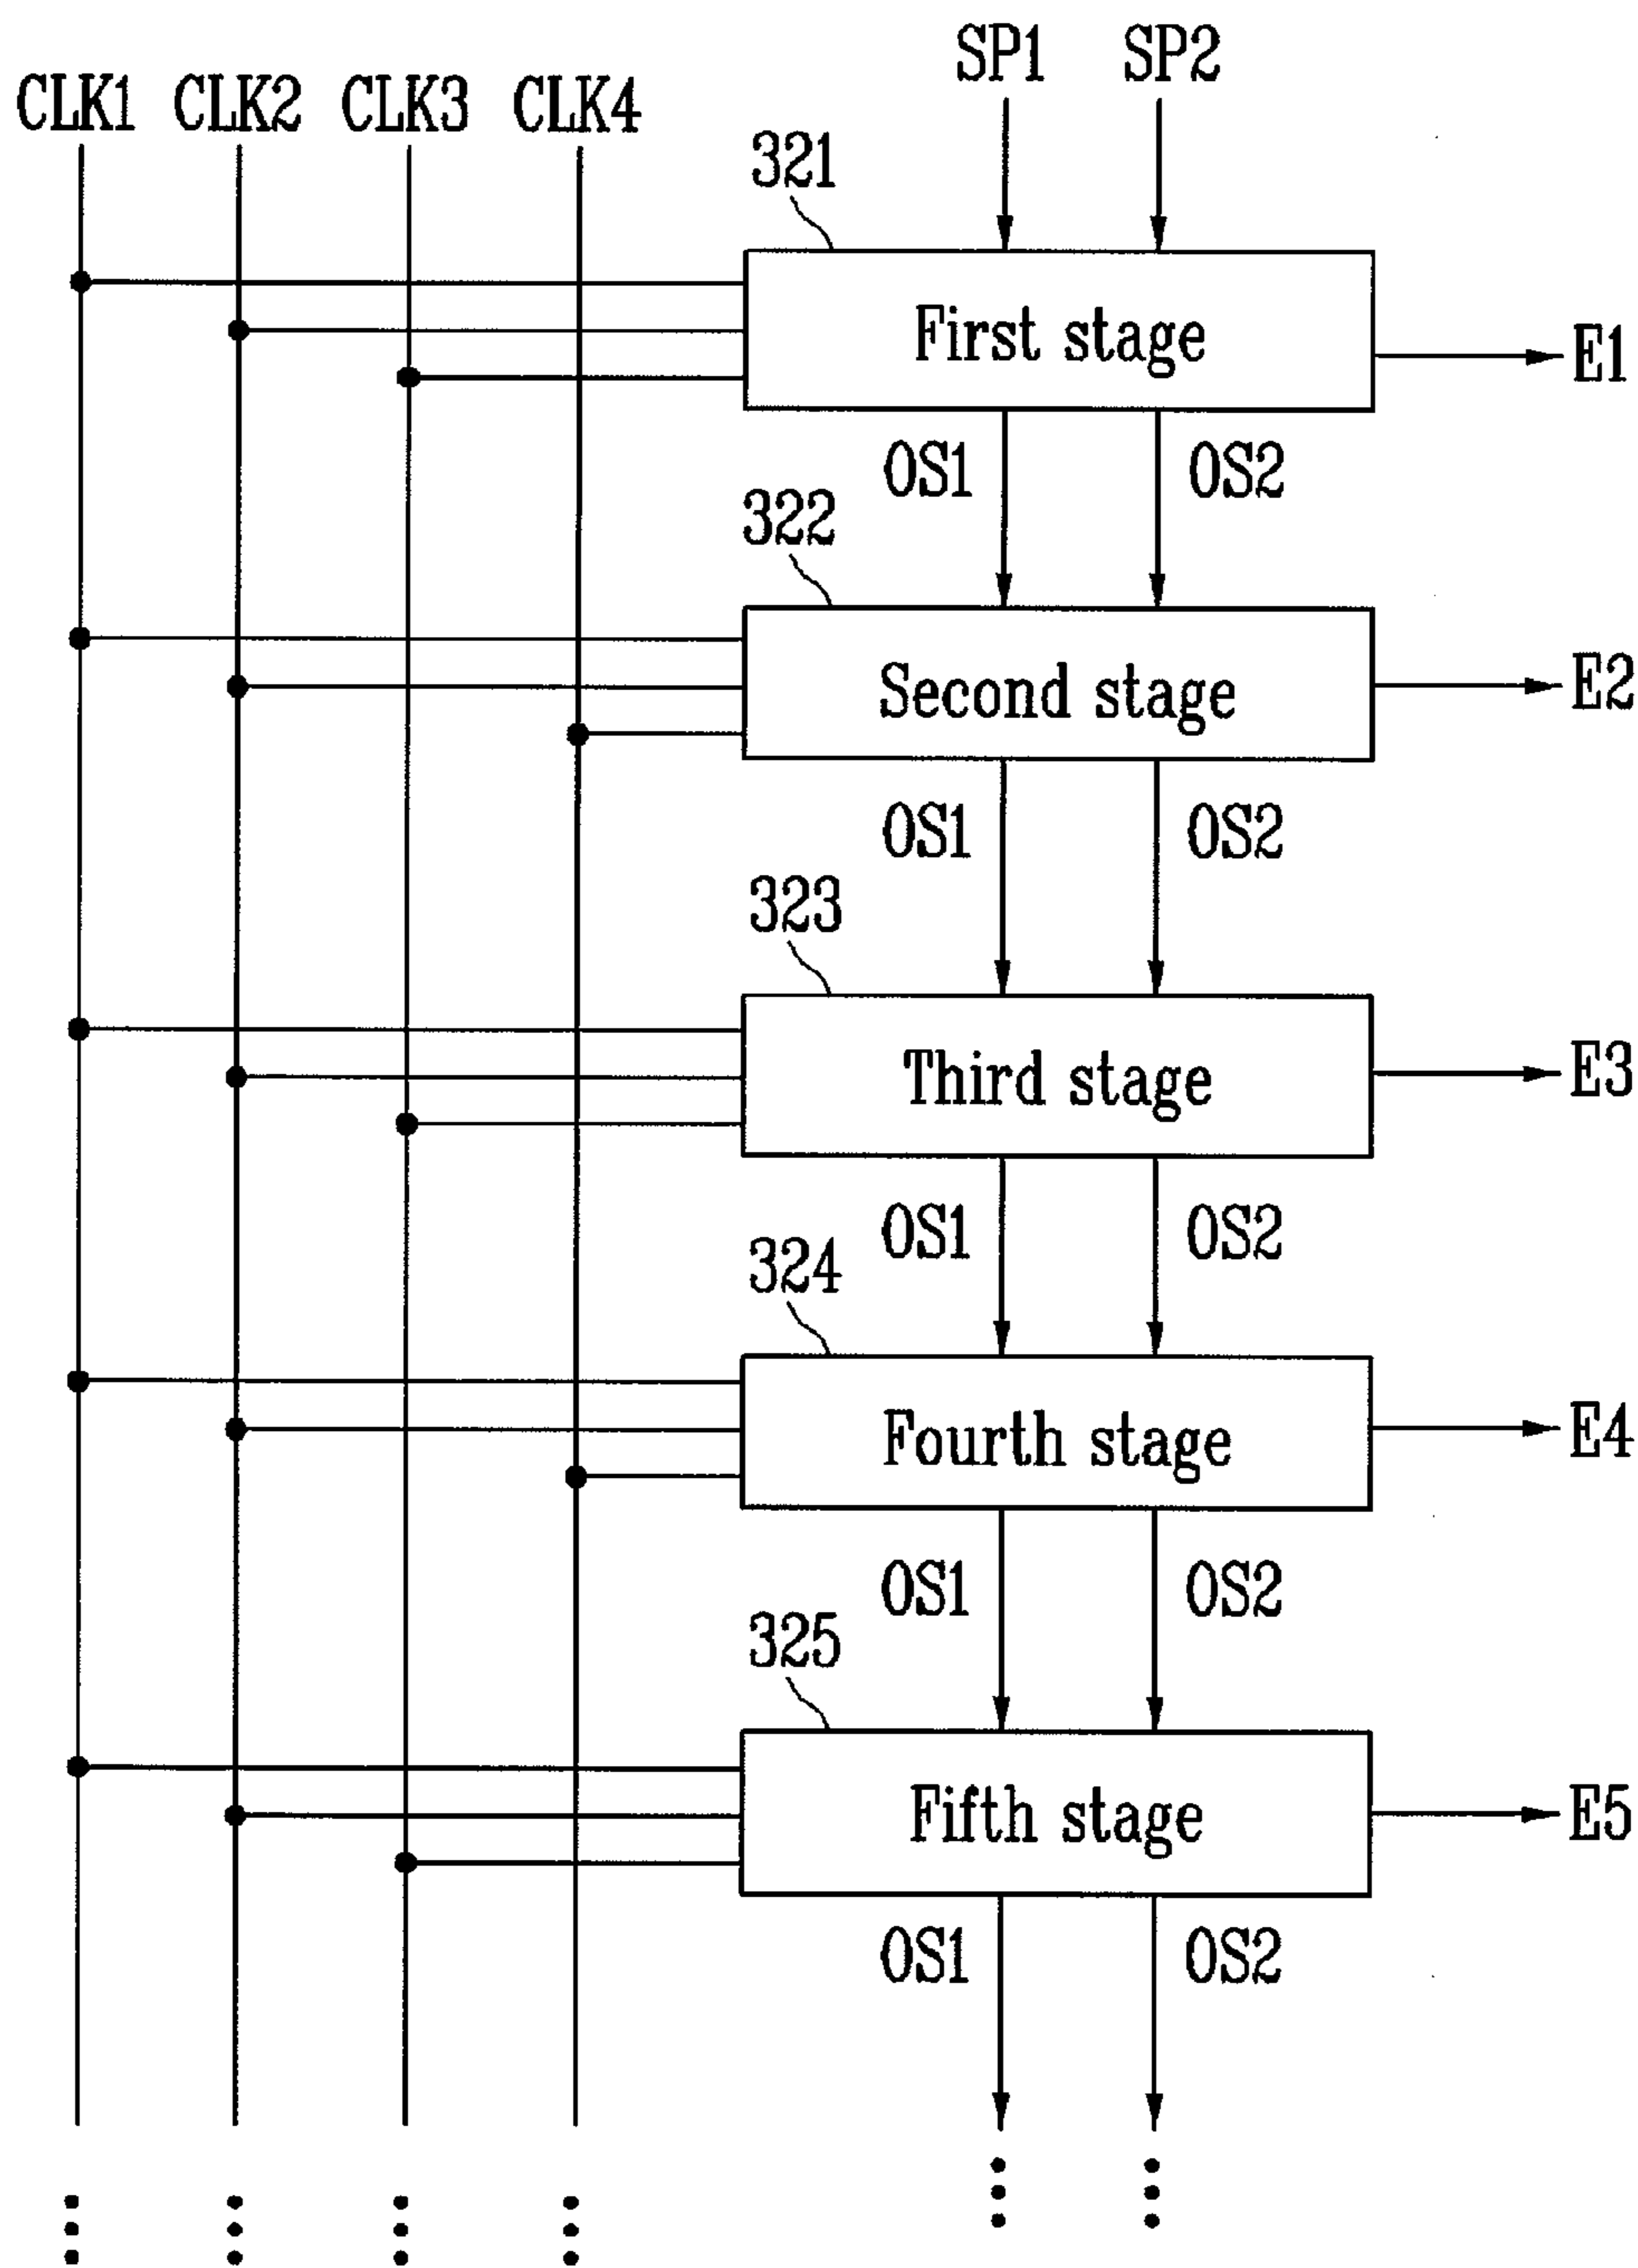 SP1 SP2
CLK1 CLK2 CLK3 CLK4
321
First stage
E1
OS1 OS2
322
Second stage
E2
OS1 OS2
323
Third stage
E3
OS1 OS2
324
Fourth stage
E4
OS1 OS2
325
Fifth stage
E5
OS1 OS2